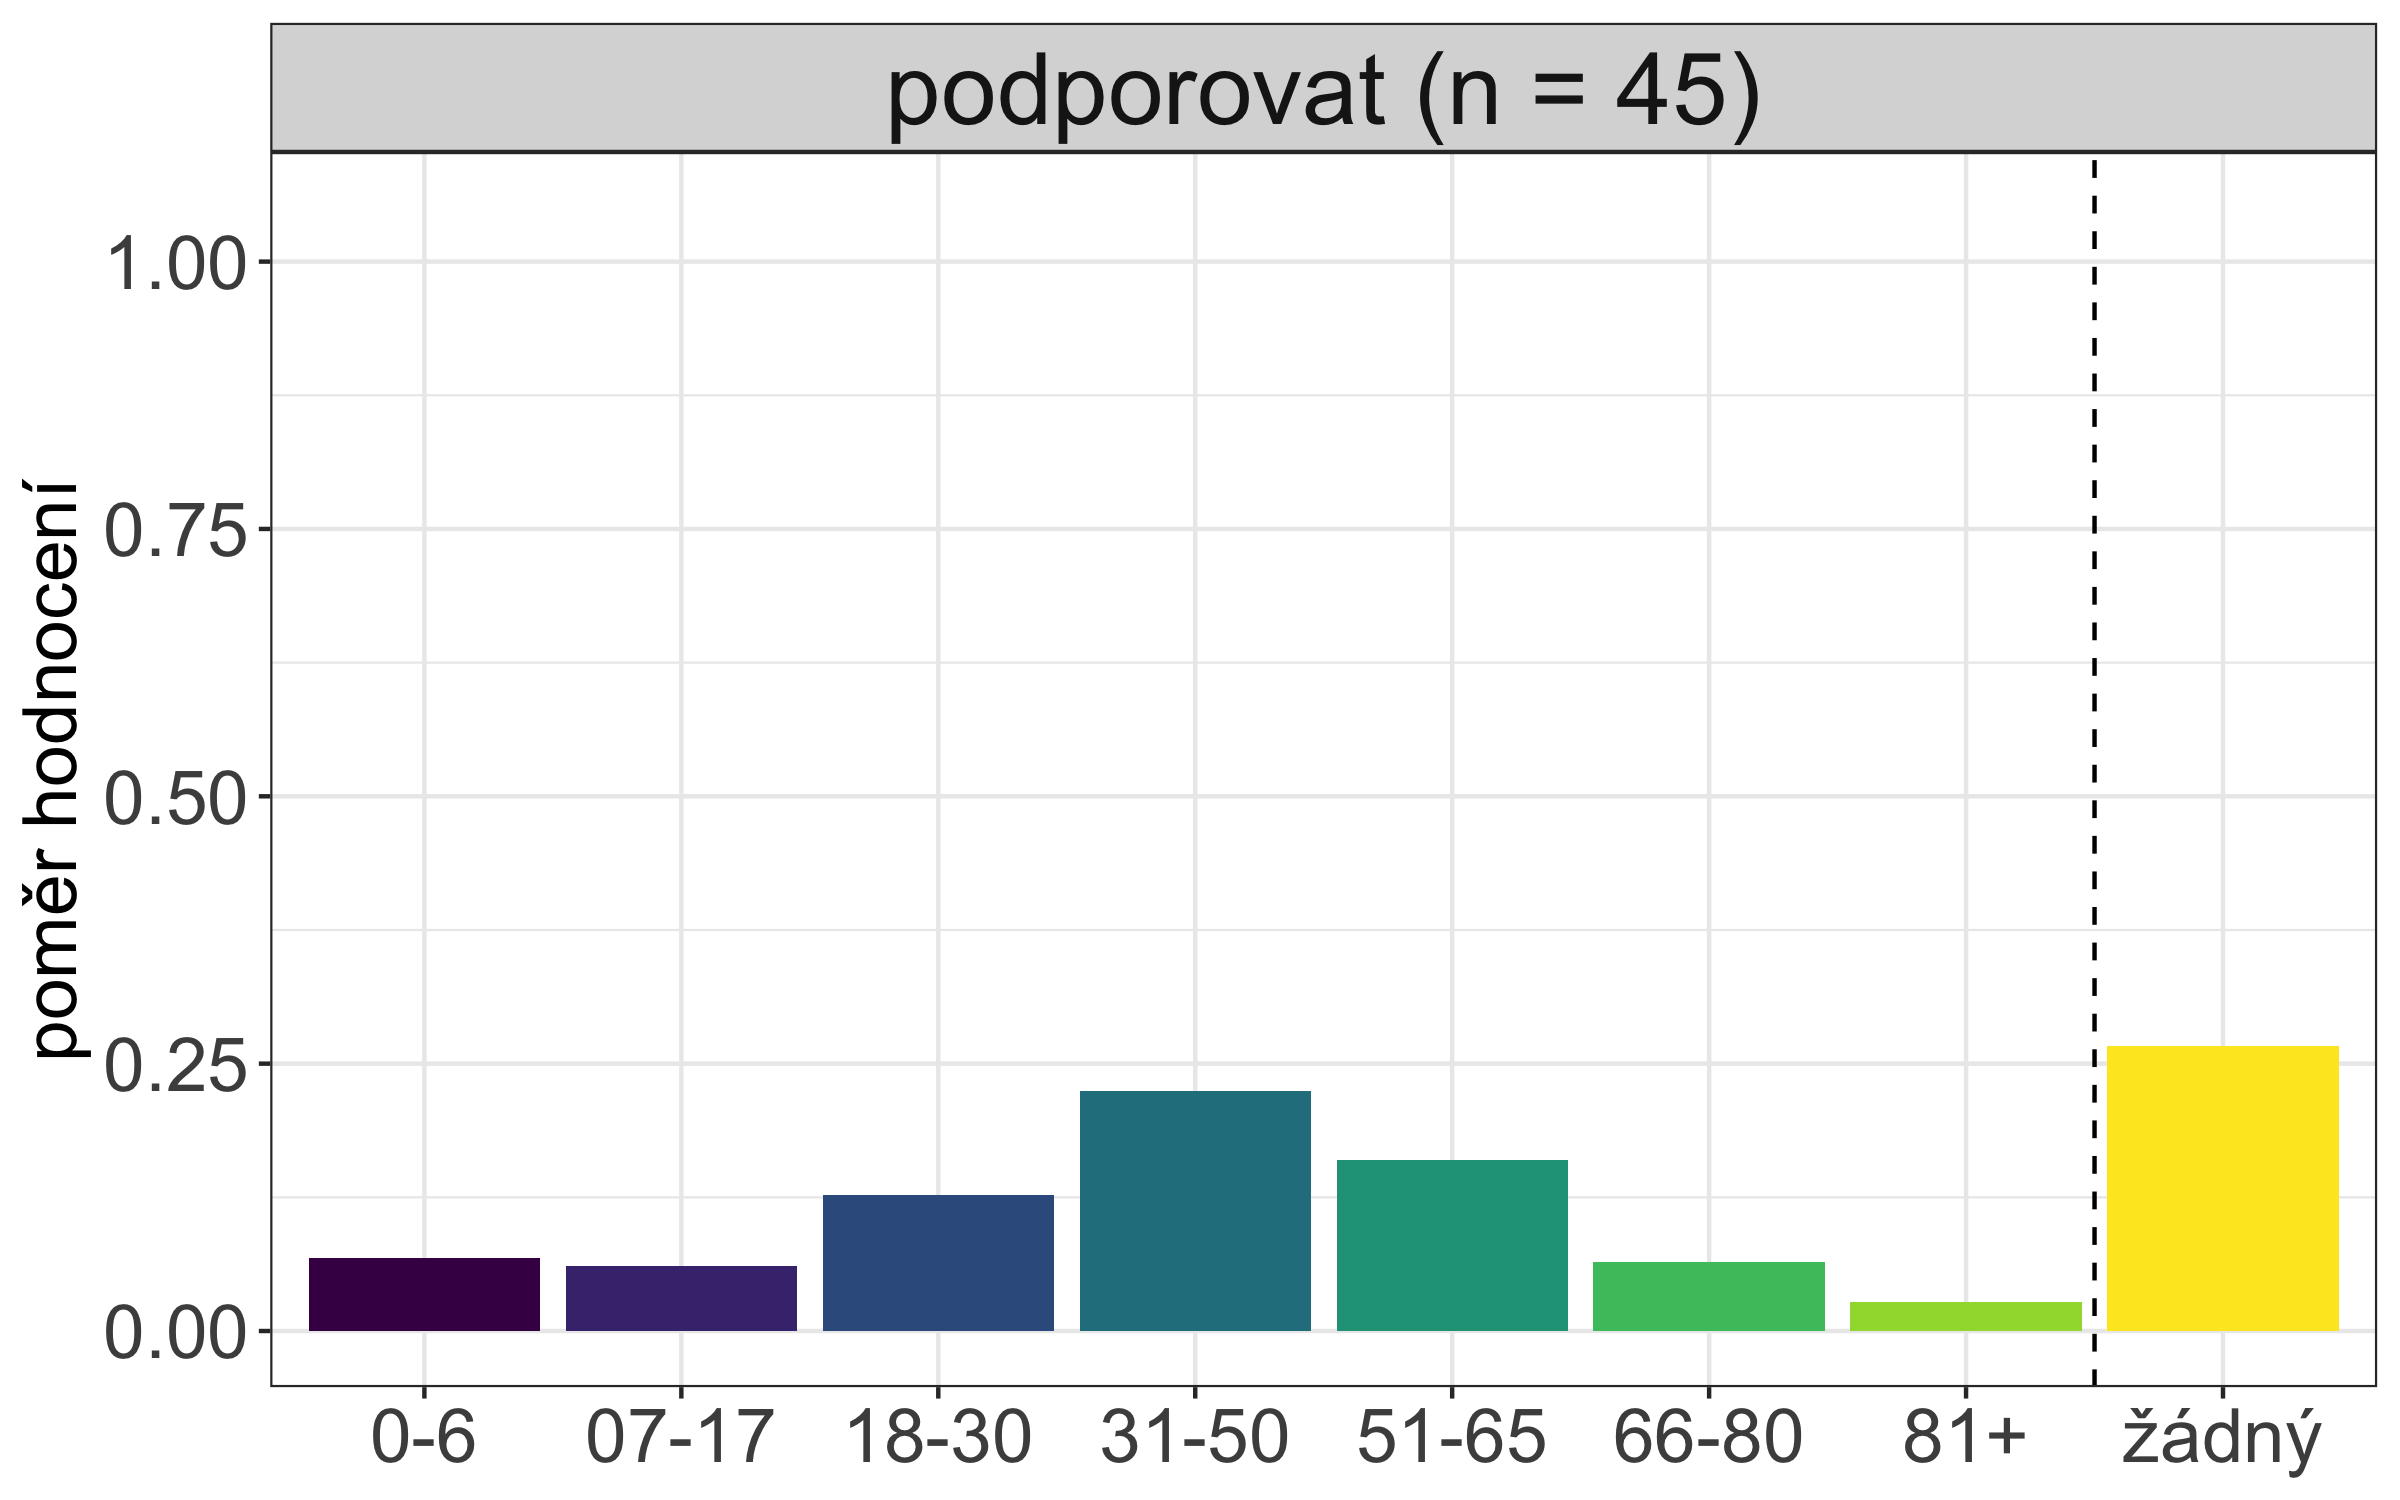 podporovat (n = 45)
poměr hodnocení
1.00
0.75
0.50
0.25
0.00
0-6 07-17 18-30 31-50 51-65 66-80 81+ žádný